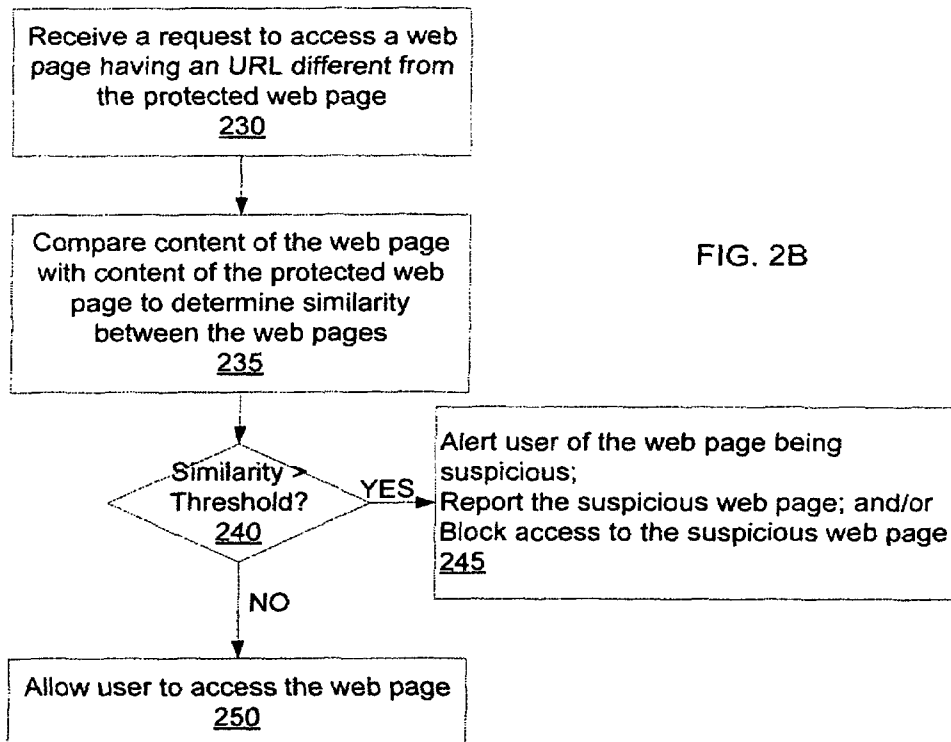 Receive a request to access a web
page having an URL different from
the protected web page
230
Compare content of the web page
with content of the protected web
page to determine similarity
between the web pages
235
FIG. 2B
Similarity >
Threshold?
240
YES
Alert user of the web page being
suspicious;
Report the suspicious web page; and/or
Block access to the suspicious web page
245
NO
Allow user to access the web page
250